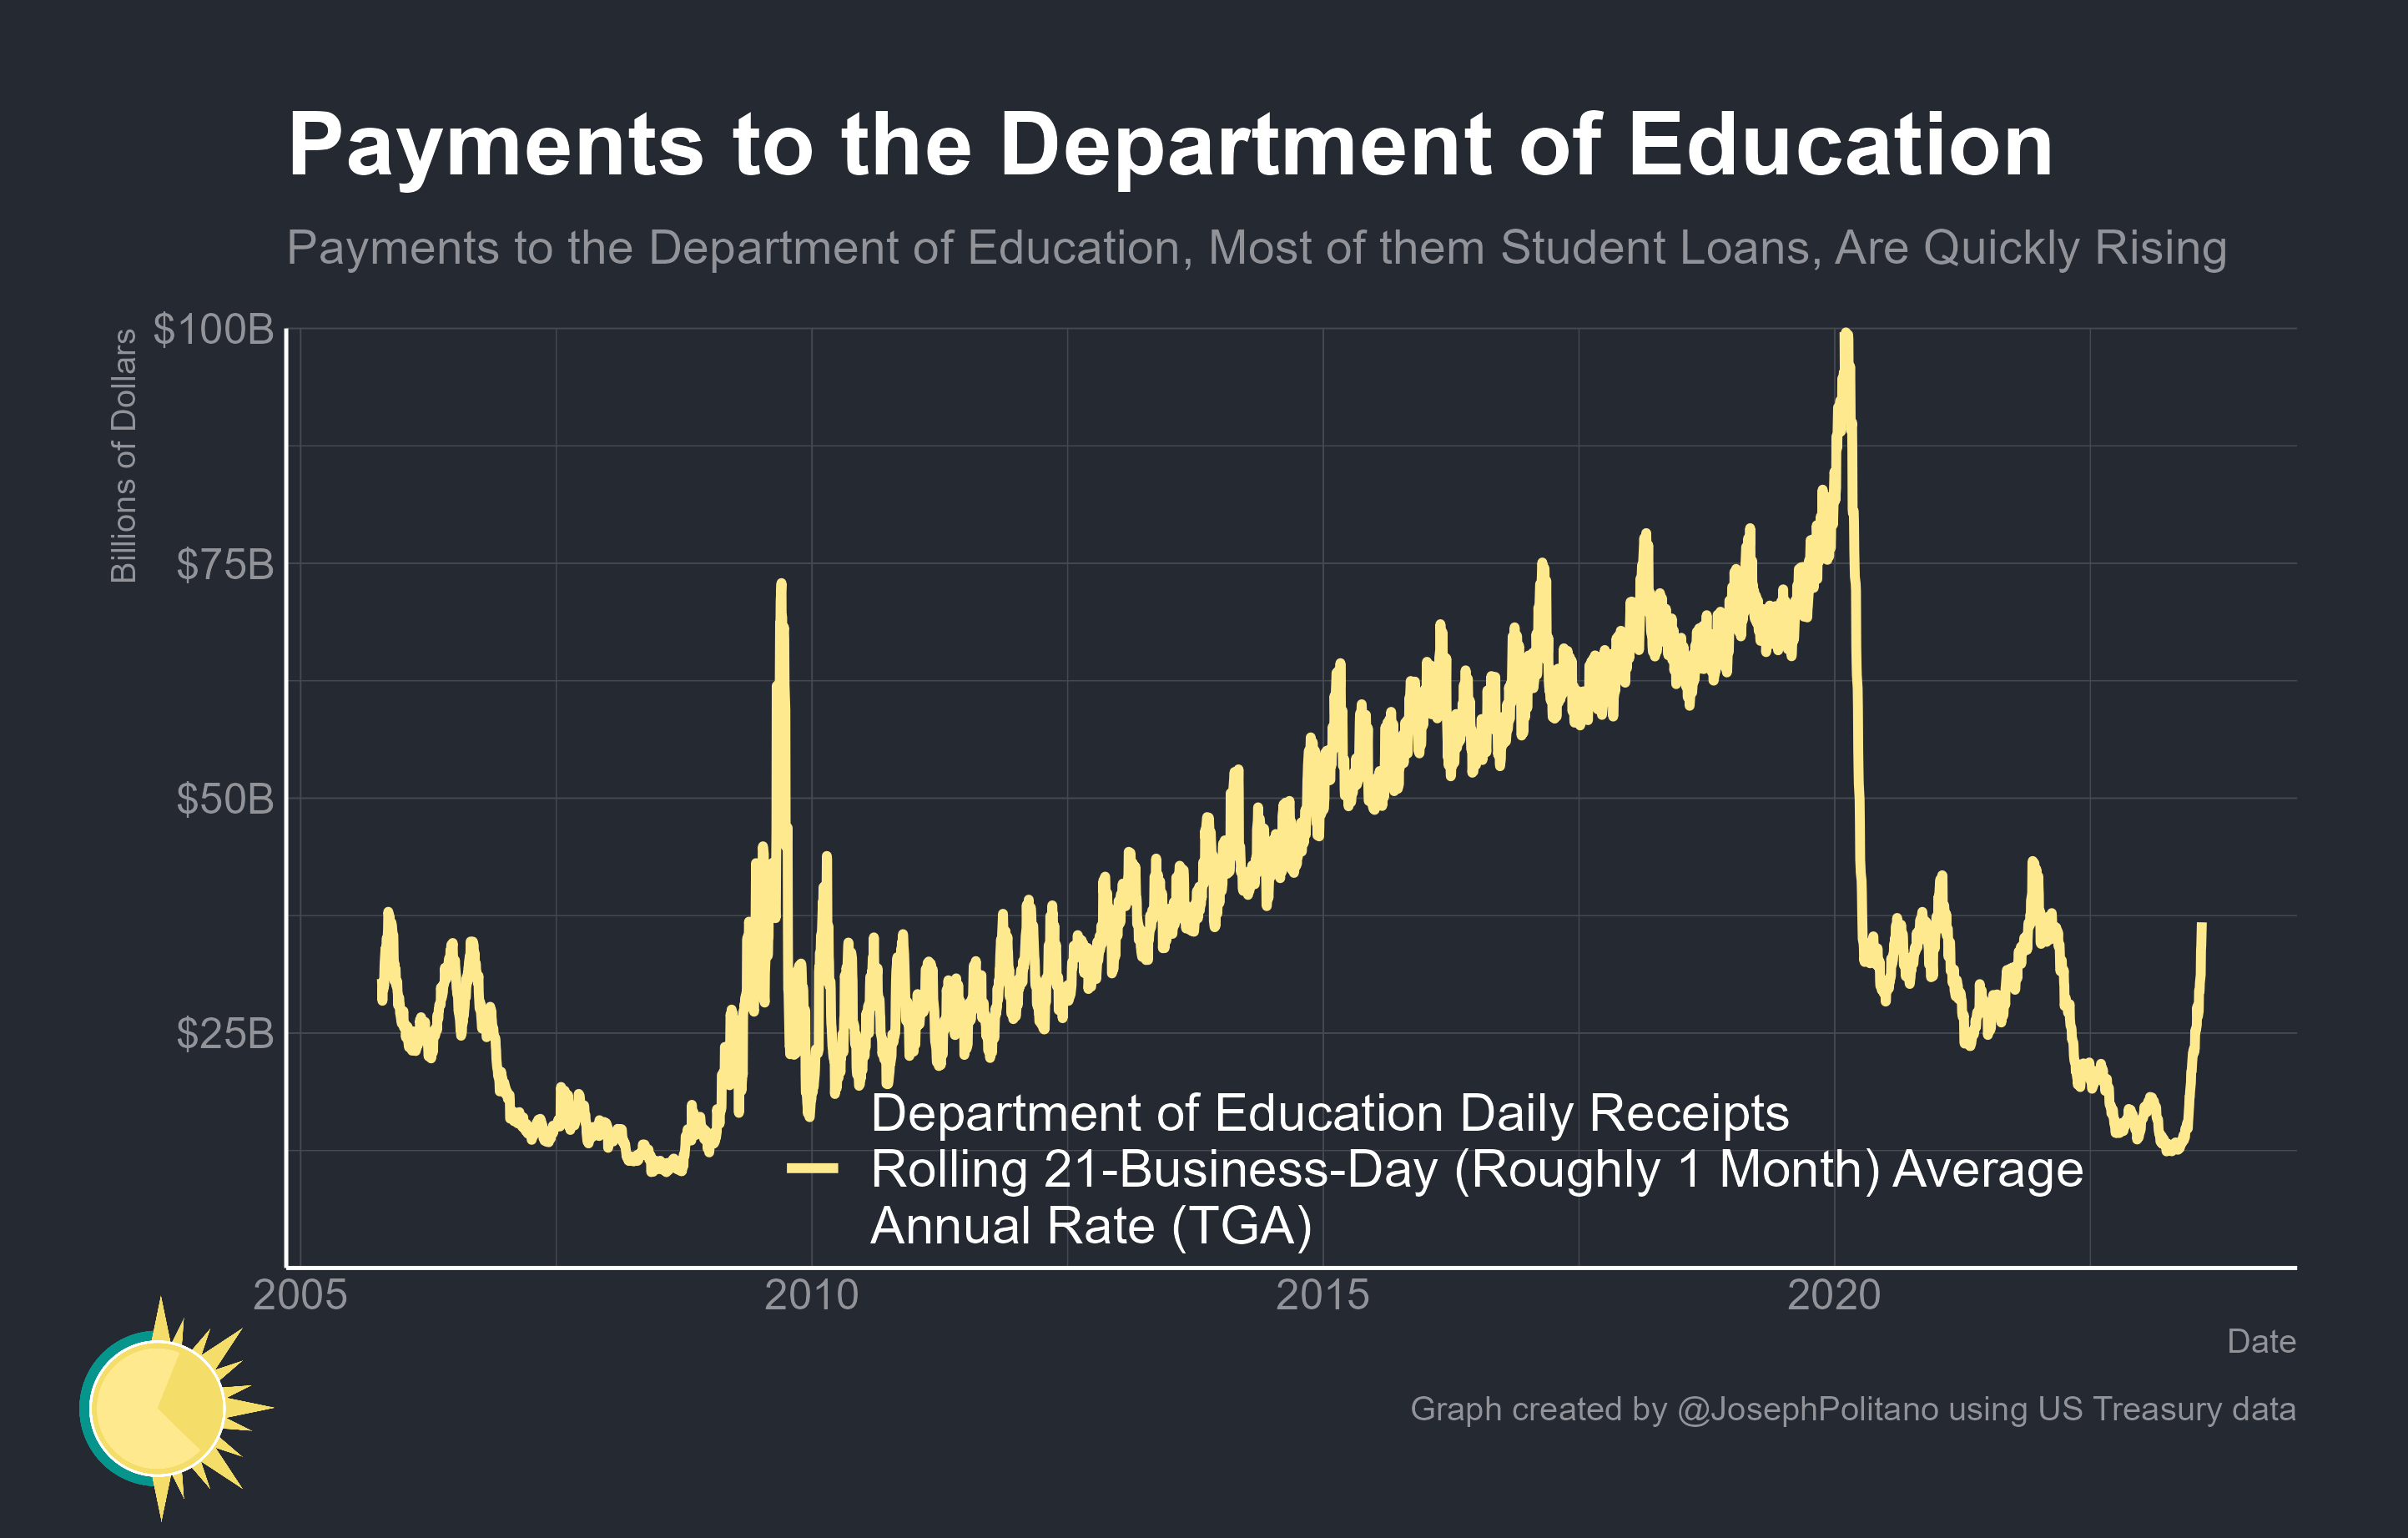 Payments to the Department of Education
Payments to the Department of Education, Most of them Student Loans, Are Quickly Rising
Billions of Dollars
$100B
$75B
$50B
$25B
Department of Education Daily Receipts
Rolling 21-Business-Day (Roughly 1 Month) Average
Annual Rate (TGA)
2005 2010 2015 2020
Date
Graph created by @JosephPolitano using US Treasury data